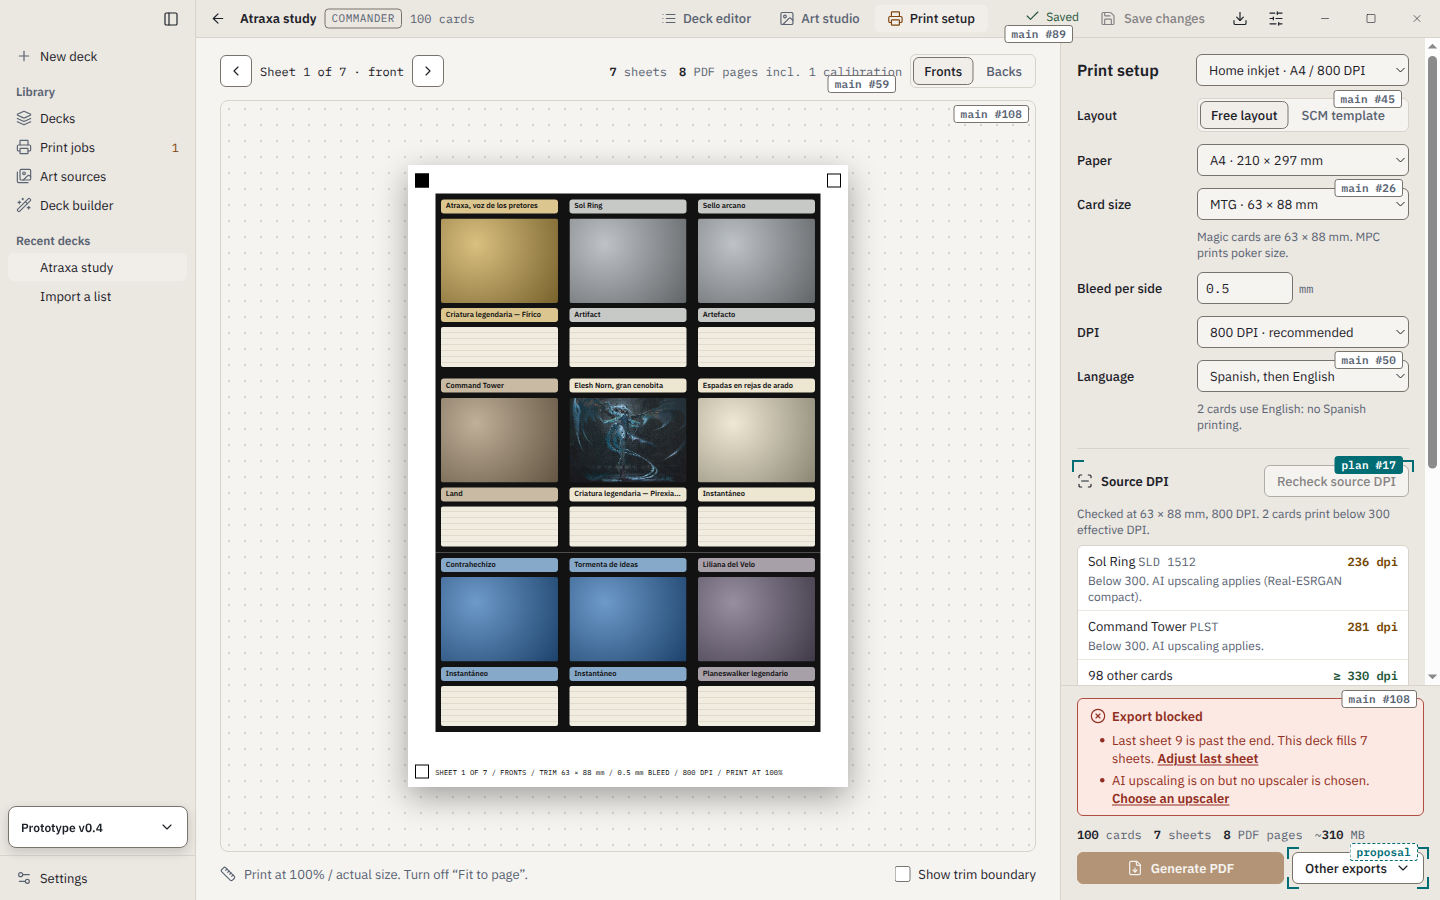 Atraxa study COMMANDER 100 cards
Deck editor
Art studio
Print setup
Saved
main #89
Save changes
New deck
Library
Decks
Print jobs 1
Art sources
Deck builder
Recent decks
Atraxa study
Import a list
Prototype v0.4
Settings
Sheet 1 of 7 · front
7 sheets 8 PDF pages incl. 1 calibration
main #59
Fronts
Backs
main #108
Atraxa, voz de los pretores
Sol Ring
Sello arcano
Criatura legendaria — Fírico
Artifact
Artefacto
Command Tower
Elesh Norn, gran cenobita
Espadas en rejas de arado
Land
Criatura legendaria — Pirexia...
Instantáneo
Contrahechizo
Tormenta de ideas
Liliana del Velo
Instantáneo
Instantáneo
Planeswalker legendario
SHEET 1 OF 7 / FRONTS / TRIM 63 × 88 mm / 0.5 mm BLEED / 800 DPI / PRINT AT 100%
Print at 100% / actual size. Turn off “Fit to page”.
Show trim boundary
Print setup
Home inkjet · A4 / 800 DPI
main #45
Layout
Free layout
SCM template
Paper
A4 · 210 × 297 mm
main #26
Card size
MTG · 63 × 88 mm
Magic cards are 63 × 88 mm. MPC
prints poker size.
Bleed per side
0.5 mm
DPI
800 DPI · recommended
main #50
Language
Spanish, then English
2 cards use English: no Spanish
printing.
plan #17
Source DPI
Recheck source DPI
Checked at 63 × 88 mm, 800 DPI. 2 cards print below 300
effective DPI.
Sol Ring SLD 1512 236 dpi
Below 300. AI upscaling applies (Real-ESRGAN
compact).
Command Tower PLST 281 dpi
Below 300. AI upscaling applies.
98 other cards ≥ 330 dpi
main #108
Export blocked
• Last sheet 9 is past the end. This deck fills 7
sheets. Adjust last sheet
• AI upscaling is on but no upscaler is chosen.
Choose an upscaler
100 cards 7 sheets 8 PDF pages ~310 MB
proposal
Generate PDF
Other exports